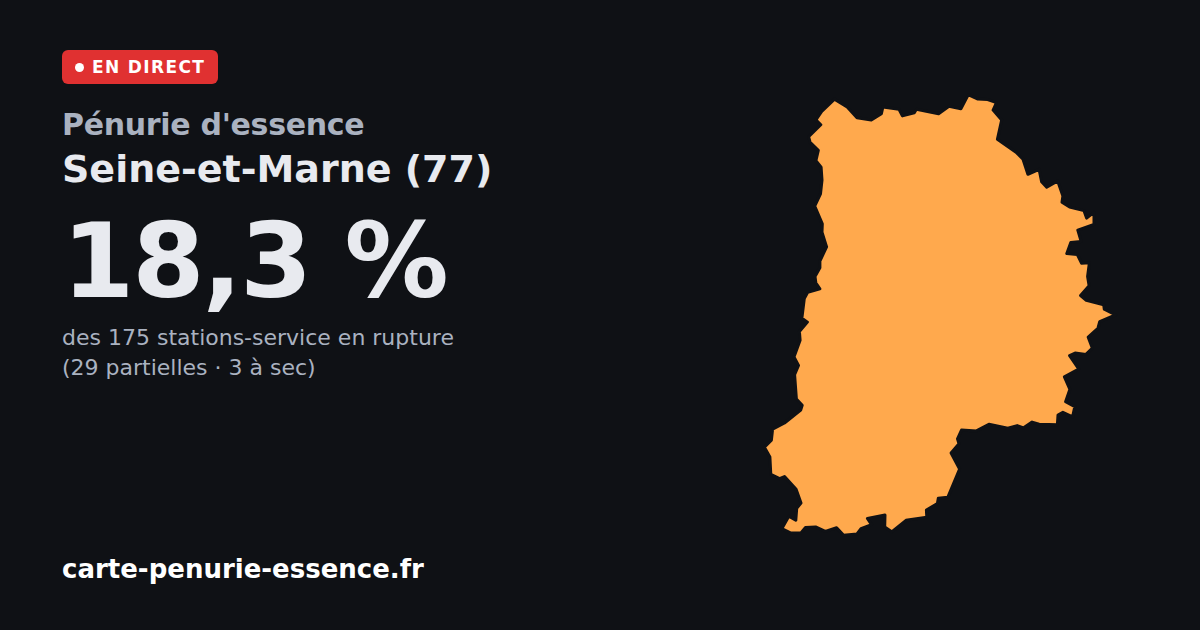 EN DIRECT
Pénurie d'essence
Seine-et-Marne (77)
18,3 %
des 175 stations-service en rupture
(29 partielles · 3 à sec)
carte-penurie-essence.fr